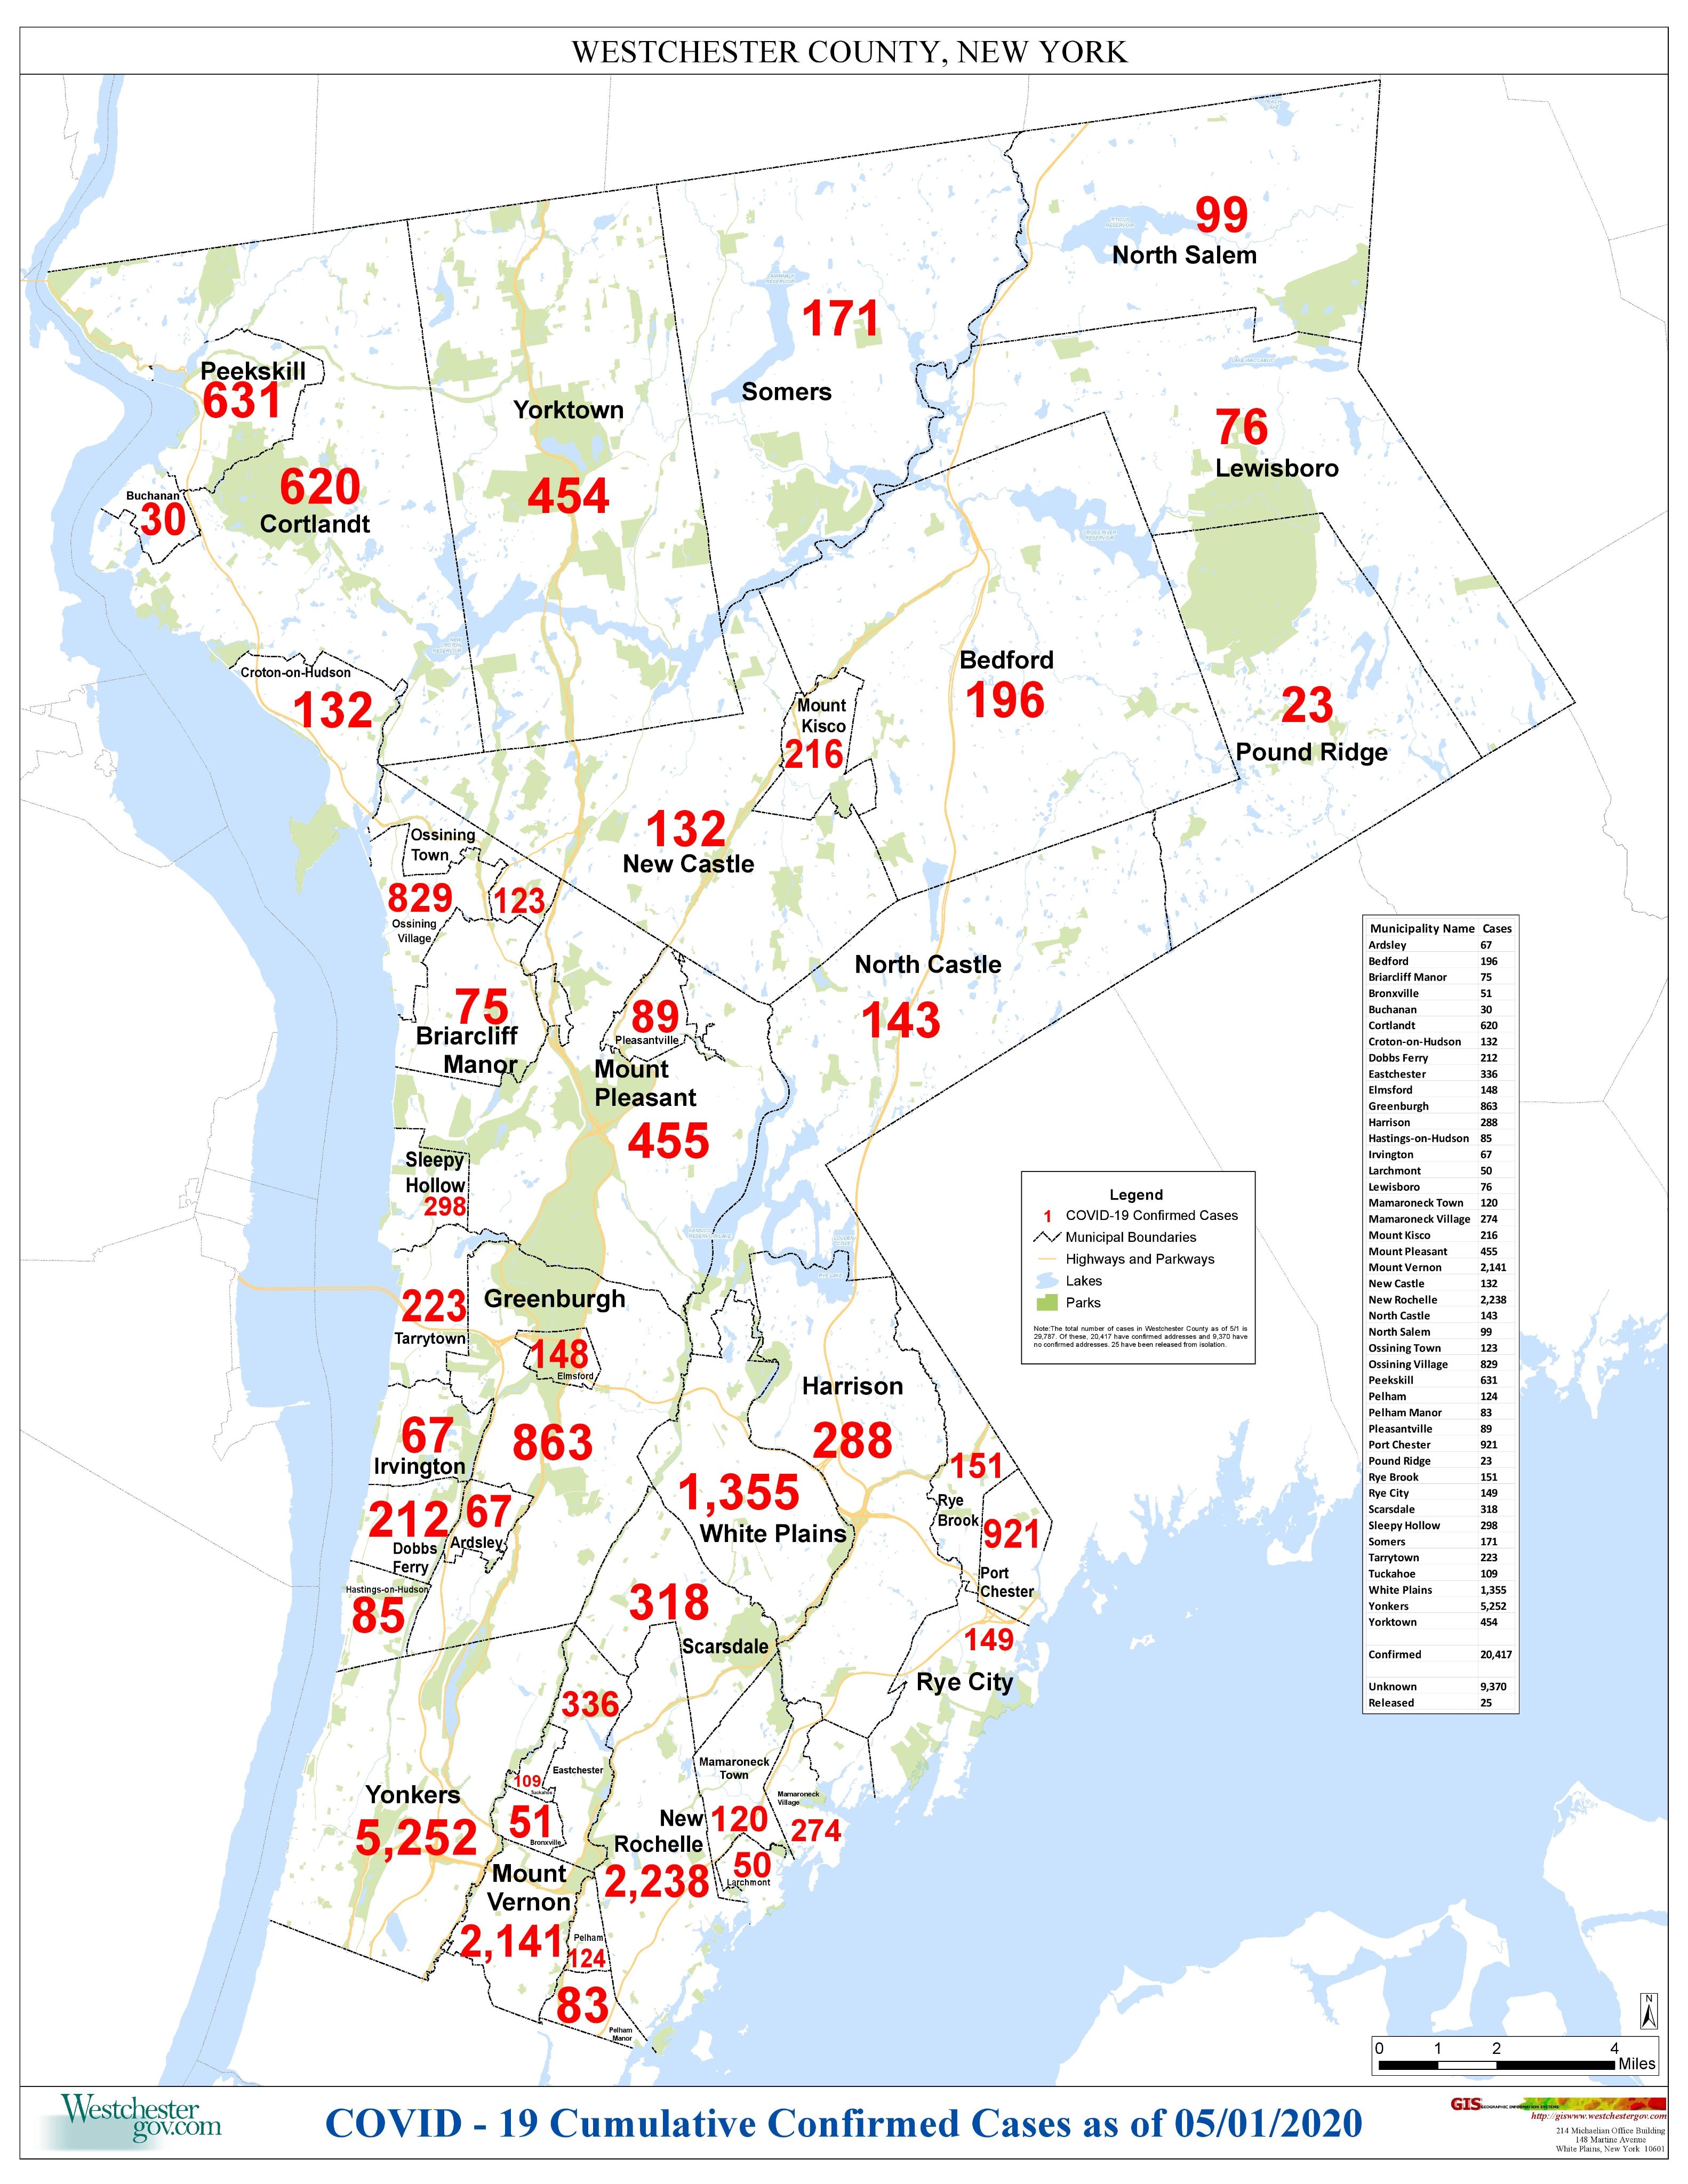 WESTCHESTER COUNTY, NEW YORK
99
North Salem
171
Somers
Peekskill
631
Yorktown
454
76
Lewisboro
620
Cortlandt
Buchanan
30
Croton-on-Hudson
132
Bedford
196
Mount
Kisco
216
23
Pound Ridge
132
New Castle
Ossining
Town
829
123
Ossining
Village
North Castle
143
75
Briarcliff
Manor
89
Pleasantville
Mount
Pleasant
455
Sleepy
Hollow
298
223
Tarrytown
Greenburgh
148
Elmsford
863
Harrison
288
67
Irvington
1,355
White Plains
151
Rye
Brook
921
Port
Chester
212
Dobbs
Ferry
67
Ardsley
Hastings-on-Hudson
85
318
Scarsdale
149
Rye City
336
Eastchester
109
Tuckahoe
51
Bronxville
Mamaroneck
Town
120
Mamaroneck
Village
274
50
Larchmont
Yonkers
5,252
New
Rochelle
2,238
Mount
Vernon
2,141
Pelham
124
83
Pelham
Manor
Legend
1 COVID-19 Confirmed Cases
Municipal Boundaries
Highways and Parkways
Lakes
Parks
Note:The total number of cases in Westchester County as of 5/1 is
29,787. Of these, 20,417 have confirmed addresses and 9,370 have
no confirmed addresses. 25 have been released from isolation.
Municipality Name Cases
Ardsley 67
Bedford 196
Briarcliff Manor 75
Bronxville 51
Buchanan 30
Cortlandt 620
Croton-on-Hudson 132
Dobbs Ferry 212
Eastchester 336
Elmsford 148
Greenburgh 863
Harrison 288
Hastings-on-Hudson 85
Irvington 67
Larchmont 50
Lewisboro 76
Mamaroneck Town 120
Mamaroneck Village 274
Mount Kisco 216
Mount Pleasant 455
Mount Vernon 2,141
New Castle 132
New Rochelle 2,238
North Castle 143
North Salem 99
Ossining Town 123
Ossining Village 829
Peekskill 631
Pelham 124
Pelham Manor 83
Pleasantville 89
Port Chester 921
Pound Ridge 23
Rye Brook 151
Rye City 149
Scarsdale 318
Sleepy Hollow 298
Somers 171
Tarrytown 223
Tuckahoe 109
White Plains 1,355
Yonkers 5,252
Yorktown 454
Confirmed 20,417
Unknown 9,370
Released 25
N
0 1 2 4
Miles
Westchester
gov.com
COVID - 19 Cumulative Confirmed Cases as of 05/01/2020
GIS GEOGRAPHIC INFORMATION SYSTEMS
http://giswww.westchestergov.com
214 Michaelian Office Building
148 Martine Avenue
White Plains, New York 10601